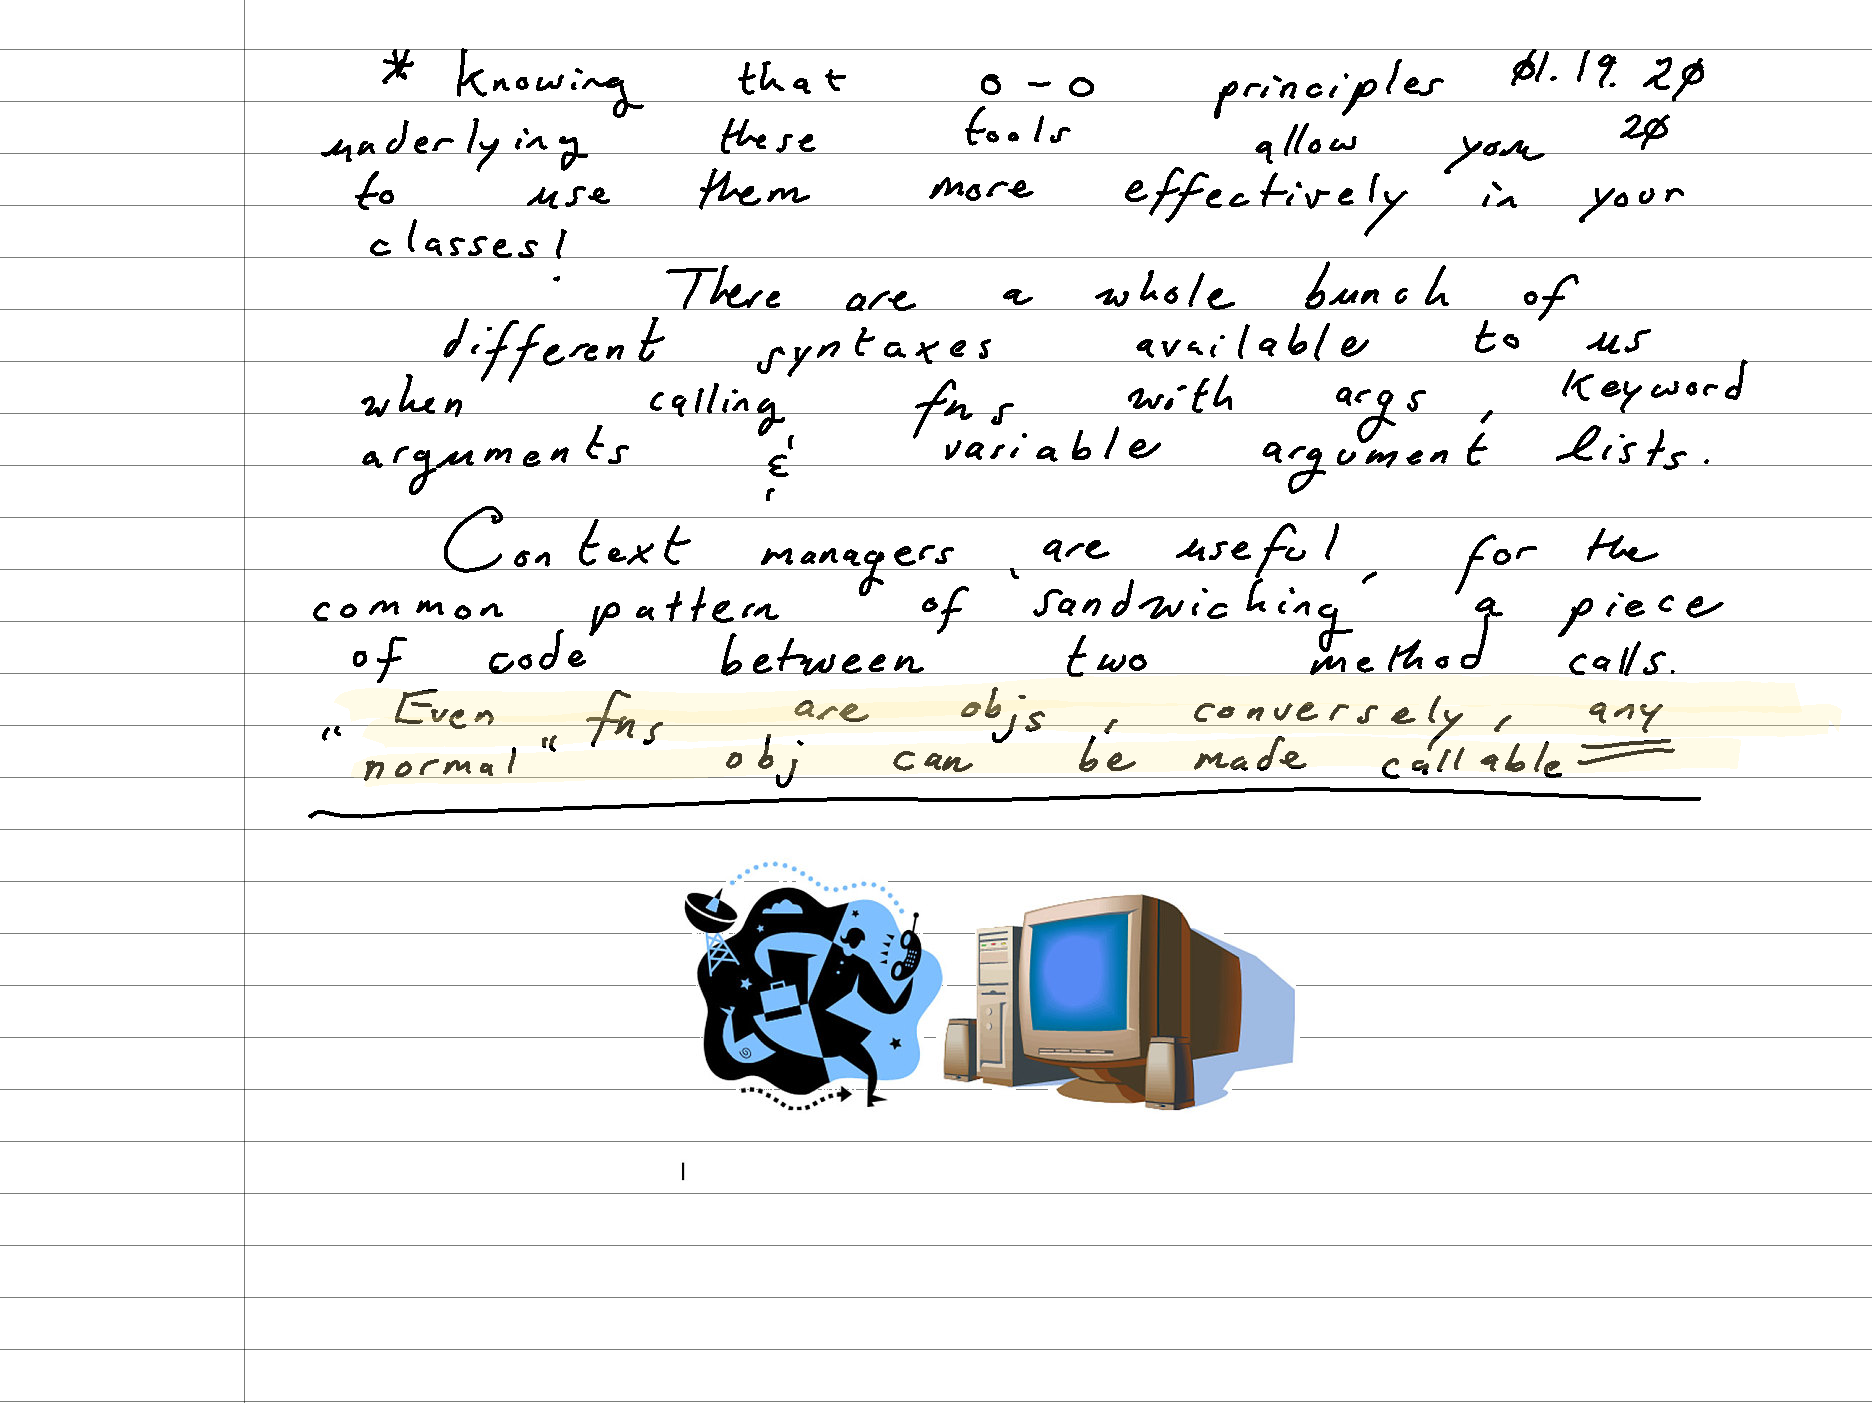 * Knowing that O-O principles 01.19.20
underlying these tools allow you 20
to use them more effectively in your
classes!
There are a whole bunch of
different syntaxes available to us
when calling fns with args, keyword
arguments & variable argument lists.
Context managers are useful for the
common pattern of 'sandwiching' a piece
of code between two method calls.
Even fns are objs, conversely, any
"normal" obj can be made callable